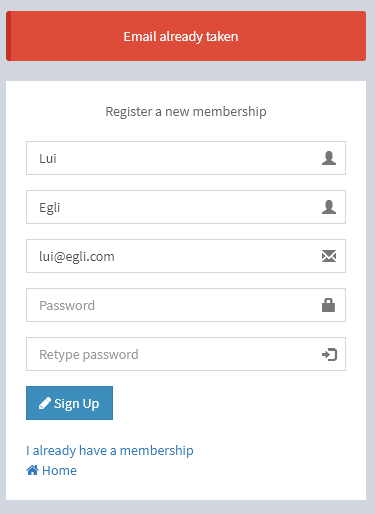 Email already taken
Register a new membership
Lui
Egli
lui@egli.com
Password
Retype password
Sign Up
I already have a membership
Home